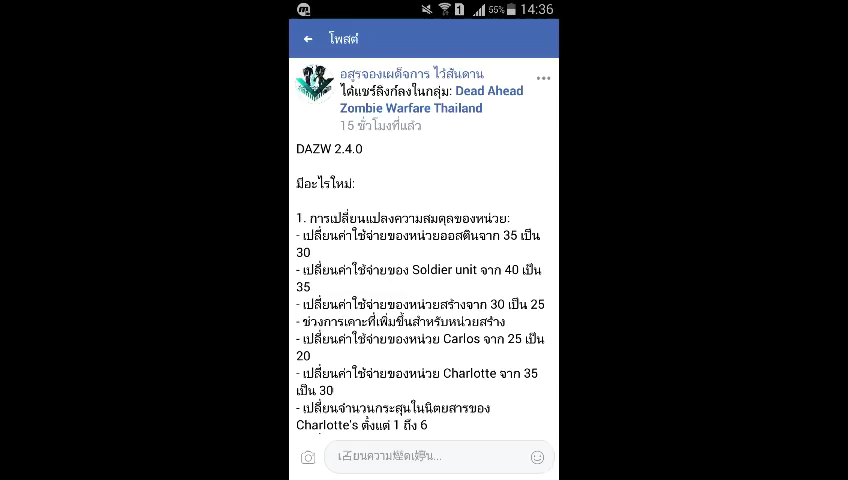 55% 14:36
โพสต์
อสูรจองเผด็จการ ไว้สันดาน
ได้แชร์ลิงก์ลงในกลุ่ม: Dead Ahead
Zombie Warfare Thailand
15 ชั่วโมงที่แล้ว
DAZW 2.4.0
มีอะไรใหม่:
1. การเปลี่ยนแปลงความสมดุลของหน่วย:
- เปลี่ยนค่าใช้จ่ายของหน่วยออสตินจาก 35 เป็น
30
- เปลี่ยนค่าใช้จ่ายของ Soldier unit จาก 40 เป็น
35
- เปลี่ยนค่าใช้จ่ายของหน่วยสร้างจาก 30 เป็น 25
- ช่วงการเคาะที่เพิ่มขึ้นสำหรับหน่วยสร้าง
- เปลี่ยนค่าใช้จ่ายของหน่วย Carlos จาก 25 เป็น
20
- เปลี่ยนค่าใช้จ่ายของหน่วย Charlotte จาก 35
เป็น 30
- เปลี่ยนจำนวนกระสุนในนิตยสารของ
Charlotte's ตั้งแต่ 1 ถึง 6